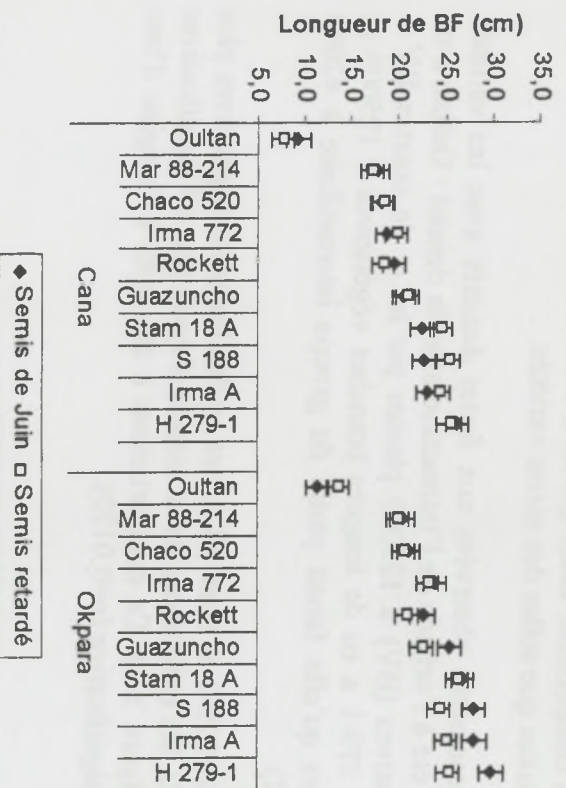 Longueur de BF (cm)
35,0
30,0
25,0
20,0
15,0
10,0
5,0
Oultan
Mar 88-214
Chaco 520
Irma 772
Rockett
Guazuncho
Stam 18 A
S 188
Irma A
H 279-1
Oultan
Mar 88-214
Chaco 520
Irma 772
Rockett
Guazuncho
Stam 18 A
S 188
Irma A
H 279-1
Cana
Okpara
Semis de Juin
Semis retardé